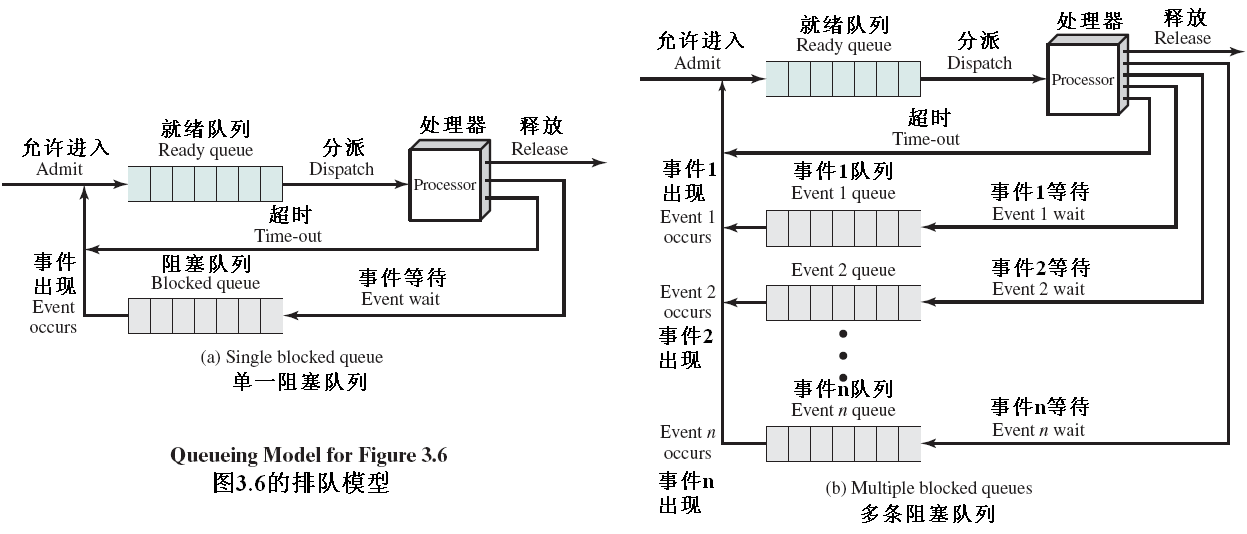 允许进入
Admit
就绪队列
Ready queue
分派
Dispatch
处理器
Processor
释放
Release
超时
Time-out
事件
出现
Event
occurs
阻塞队列
Blocked queue
事件等待
Event wait
(a) Single blocked queue
单一阻塞队列
Queueing Model for Figure 3.6
图3.6的排队模型
允许进入
Admit
就绪队列
Ready queue
分派
Dispatch
处理器
Processor
释放
Release
超时
Time-out
事件1
出现
Event 1
occurs
事件1队列
Event 1 queue
事件1等待
Event 1 wait
Event 2
occurs
事件2
出现
Event 2 queue
事件2等待
Event 2 wait
事件n队列
Event n queue
事件n等待
Event n wait
Event n
occurs
事件n
出现
(b) Multiple blocked queues
多条阻塞队列